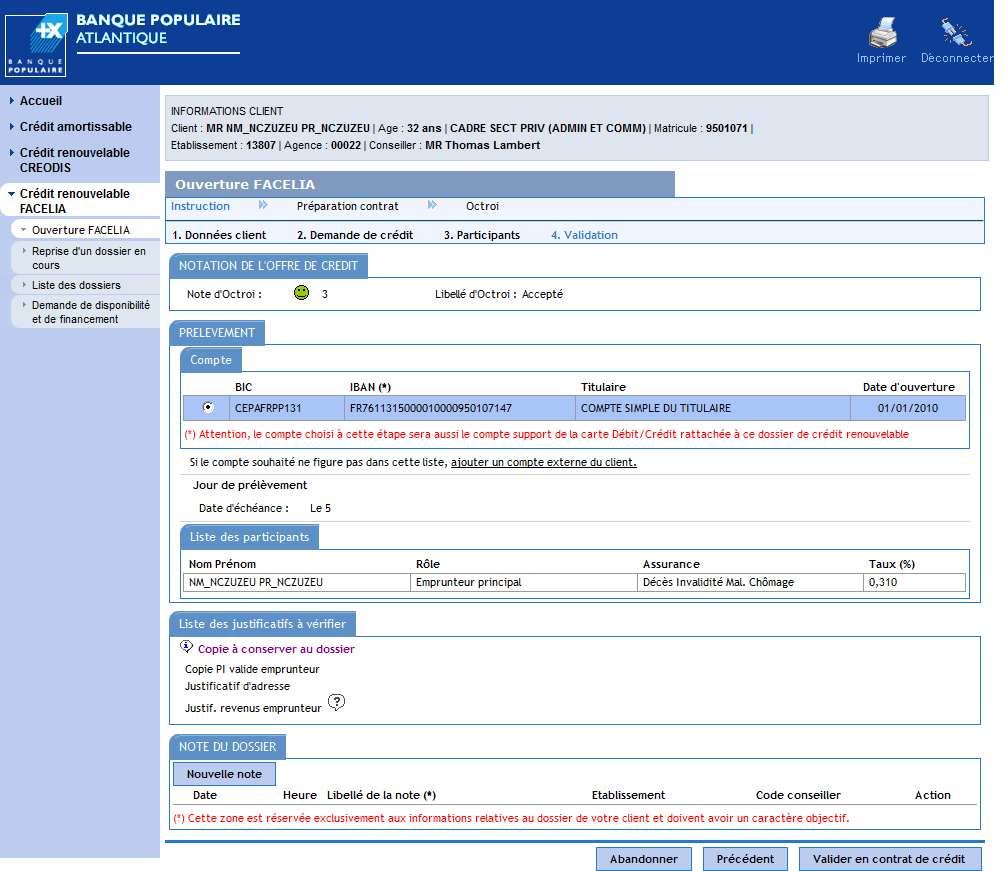 BANQUE POPULAIRE
ATLANTIQUE
BANQUE
POPULAIRE
Imprimer
Déconnecter
Accueil
Crédit amortissable
Crédit renouvelable
CREODIS
Crédit renouvelable
FACELIA
Ouverture FACELIA
Reprise d'un dossier en
cours
Liste des dossiers
Demande de disponibilité
et de financement
INFORMATIONS CLIENT
Client : MR NM_NCZUZEU PR_NCZUZEU | Age : 32 ans | CADRE SECT PRIV (ADMIN ET COMM) | Matricule : 9501071 |
Etablissement : 13807 | Agence : 00022 | Conseiller : MR Thomas Lambert
Ouverture FACELIA
Instruction Préparation contrat Octroi
1. Données client 2. Demande de crédit 3. Participants 4. Validation
NOTATION DE L'OFFRE DE CREDIT
Note d'Octroi : 3 Libellé d'Octroi : Accepté
PRELEVEMENT
Compte
BIC IBAN (*) Titulaire Date d'ouverture
CEPAFRPP131 FR7611315000010000950107147 COMPTE SIMPLE DU TITULAIRE 01/01/2010
(*) Attention, le compte choisi à cette étape sera aussi le compte support de la carte Débit/Crédit rattachée à ce dossier de crédit renouvelable
Si le compte souhaité ne figure pas dans cette liste, ajouter un compte externe du client.
Jour de prélèvement
Date d'échéance : Le 5
Liste des participants
Nom Prénom Rôle Assurance Taux (%)
NM_NCZUZEU PR_NCZUZEU Emprunteur principal Décès Invalidité Mal. Chômage 0,310
Liste des justificatifs à vérifier
Copie à conserver au dossier
Copie PI valide emprunteur
Justificatif d'adresse
Justif. revenus emprunteur ?
NOTE DU DOSSIER
Nouvelle note
Date Heure Libellé de la note (*) Etablissement Code conseiller Action
(*) Cette zone est réservée exclusivement aux informations relatives au dossier de votre client et doivent avoir un caractère objectif.
Abandonner Précédent Valider en contrat de crédit